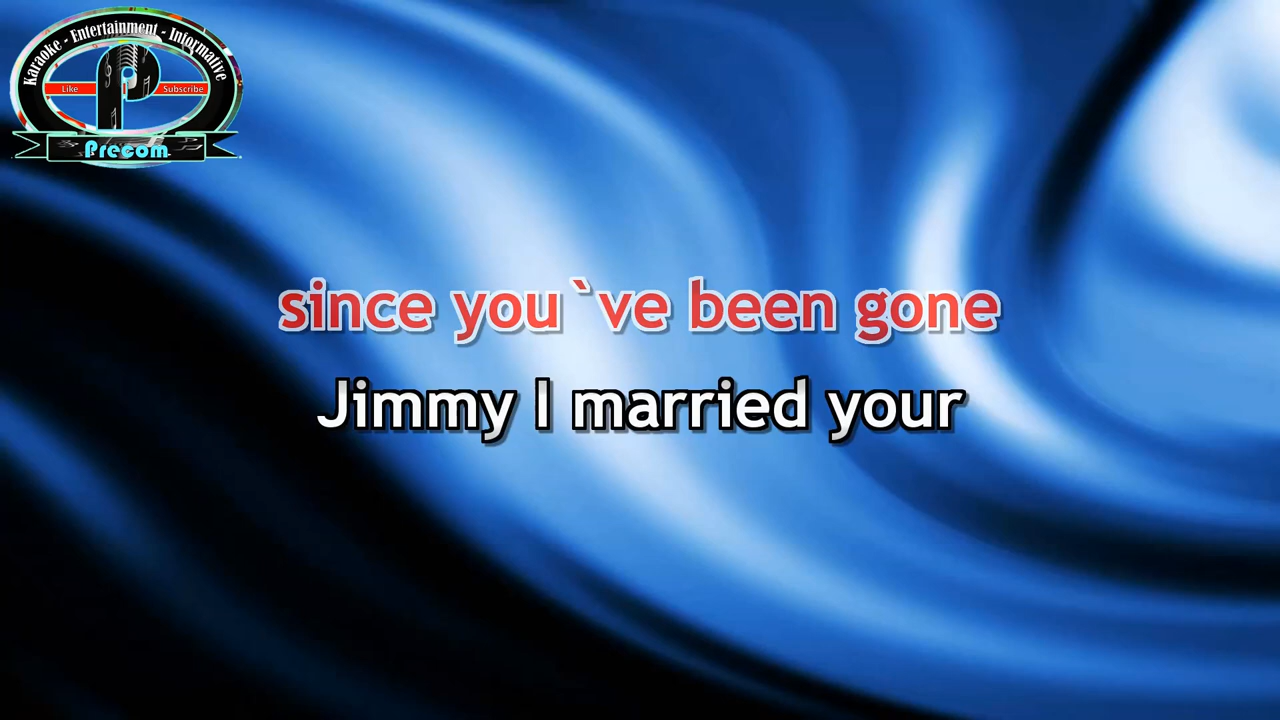 Karaoke - Entertainment - Informative
Like
Subscribe
Precom
since you`ve been gone
Jimmy I married your